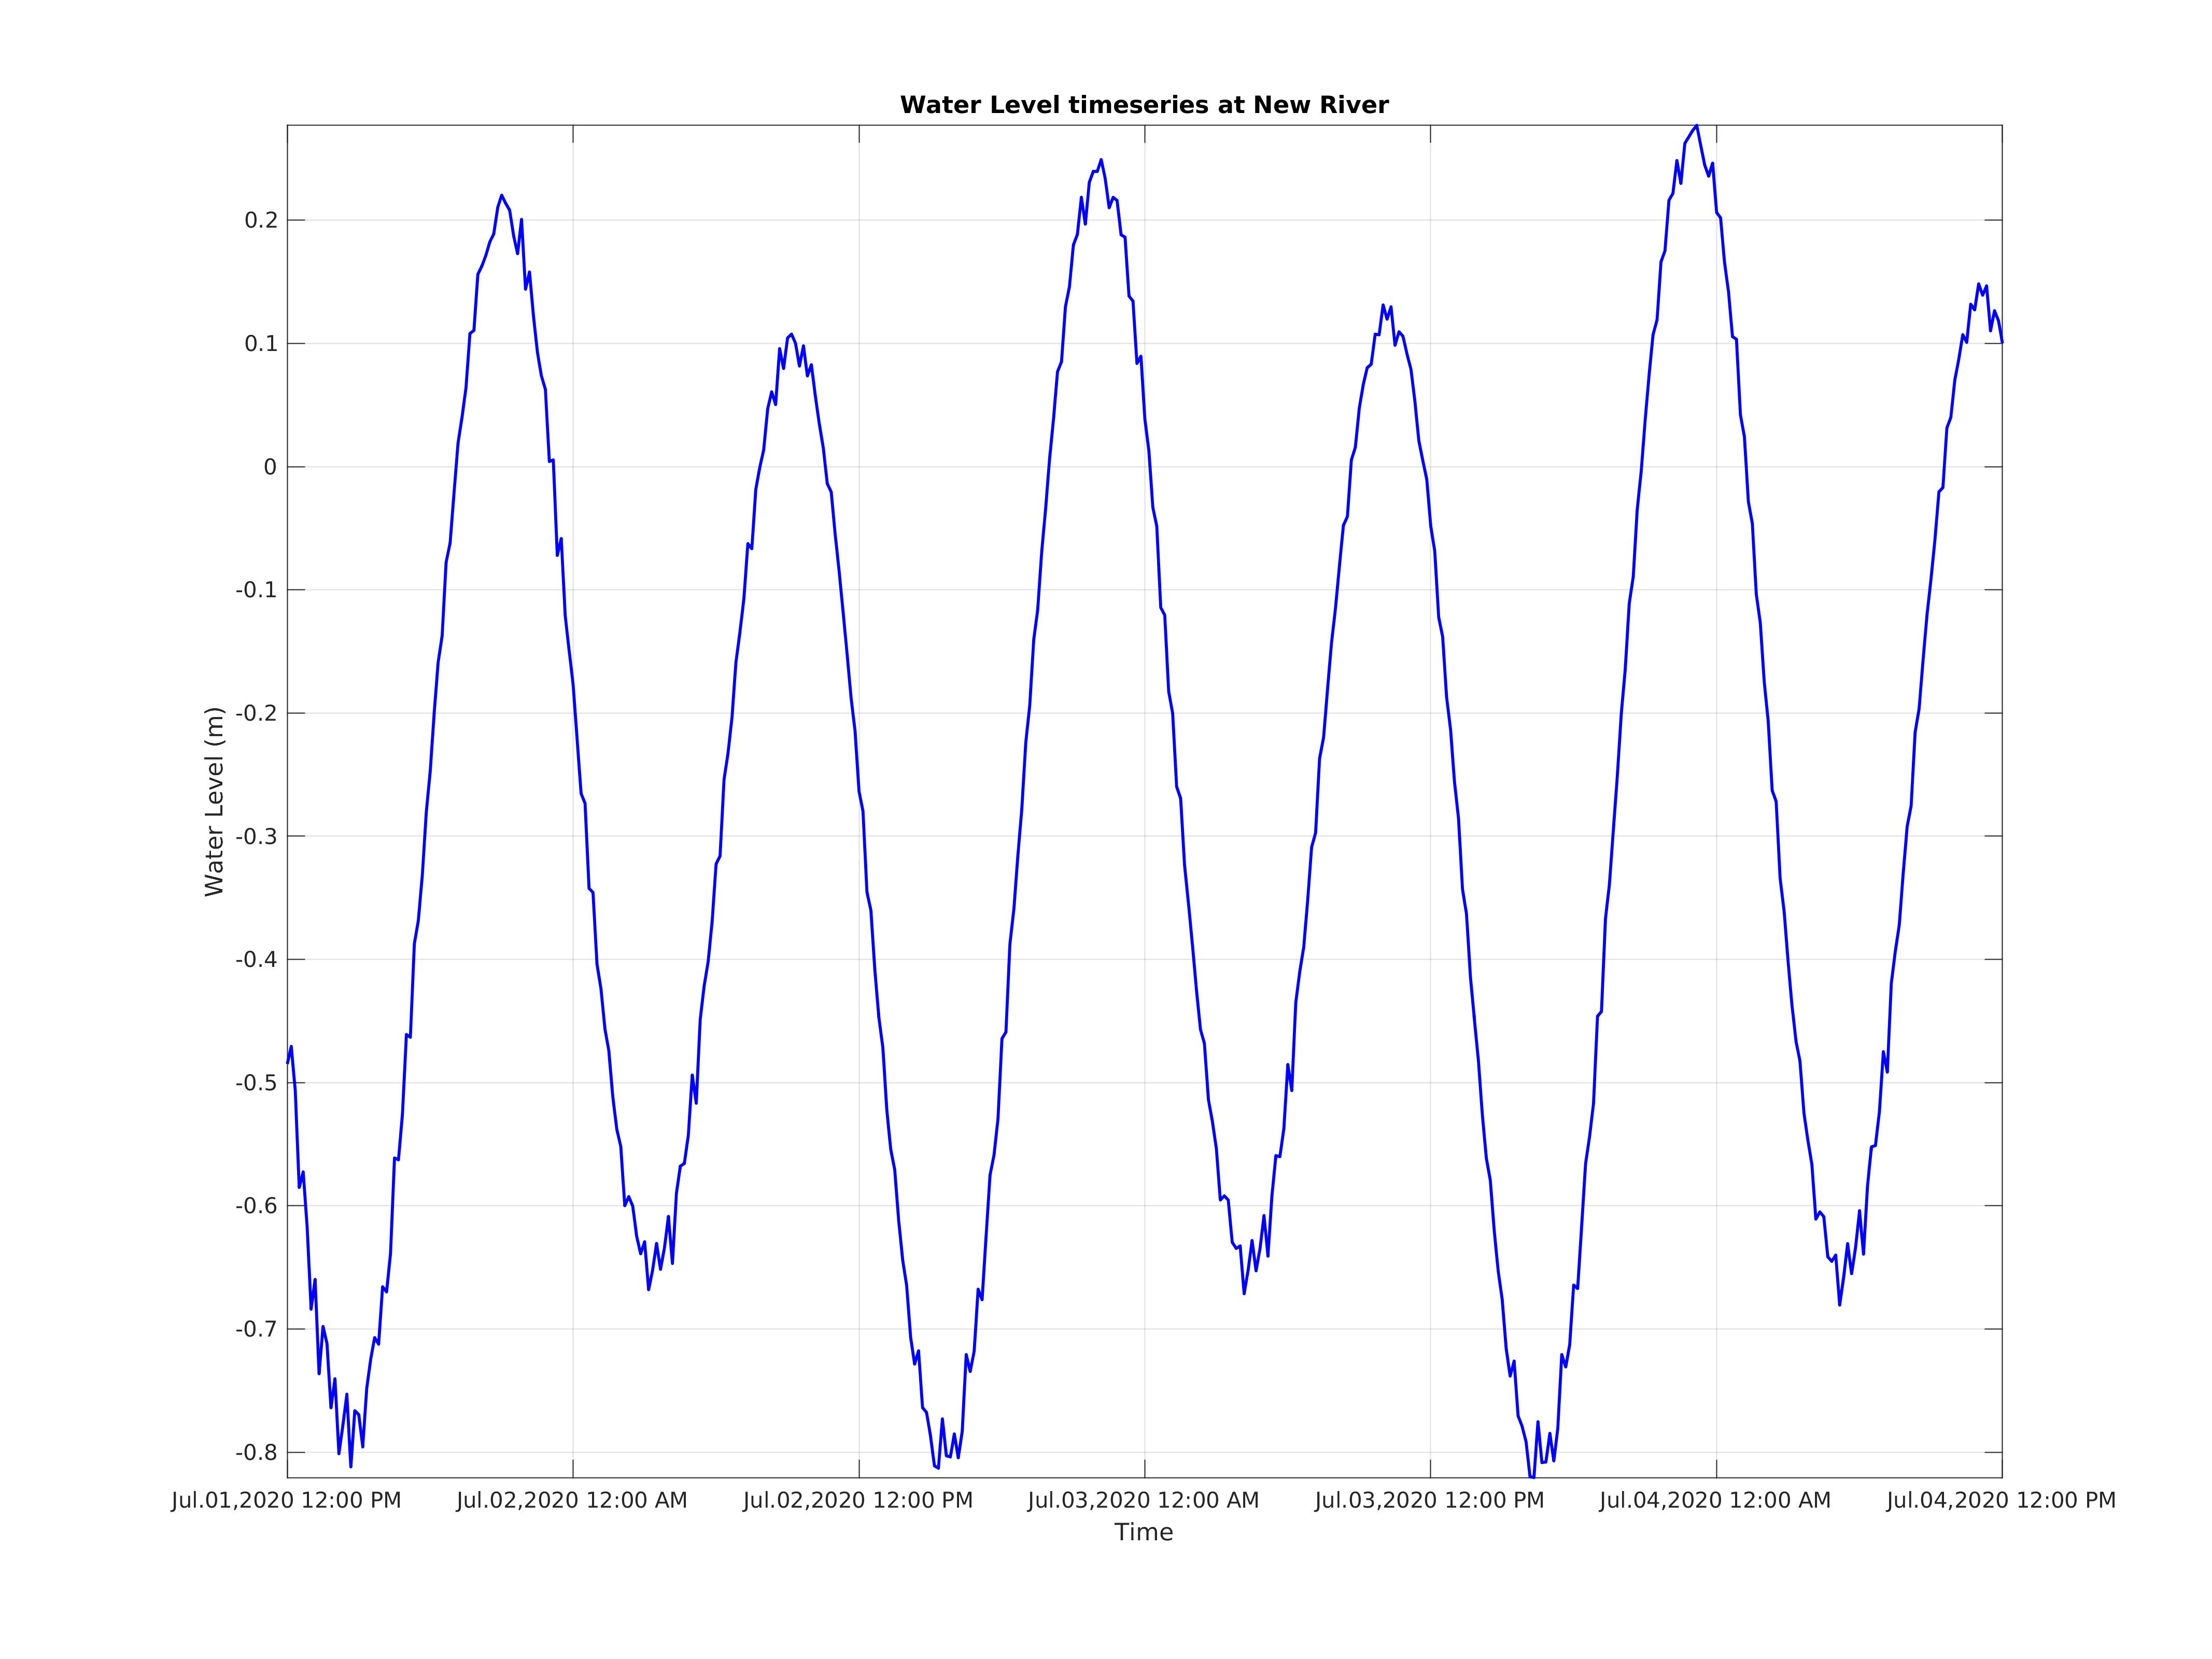 Water Level timeseries at New River
0.2
0.1
0
-0.1
-0.2
-0.3
-0.4
-0.5
-0.6
-0.7
-0.8
Water Level (m)
Jul.01,2020 12:00 PM
Jul.02,2020 12:00 AM
Jul.02,2020 12:00 PM
Jul.03,2020 12:00 AM
Jul.03,2020 12:00 PM
Jul.04,2020 12:00 AM
Jul.04,2020 12:00 PM
Time